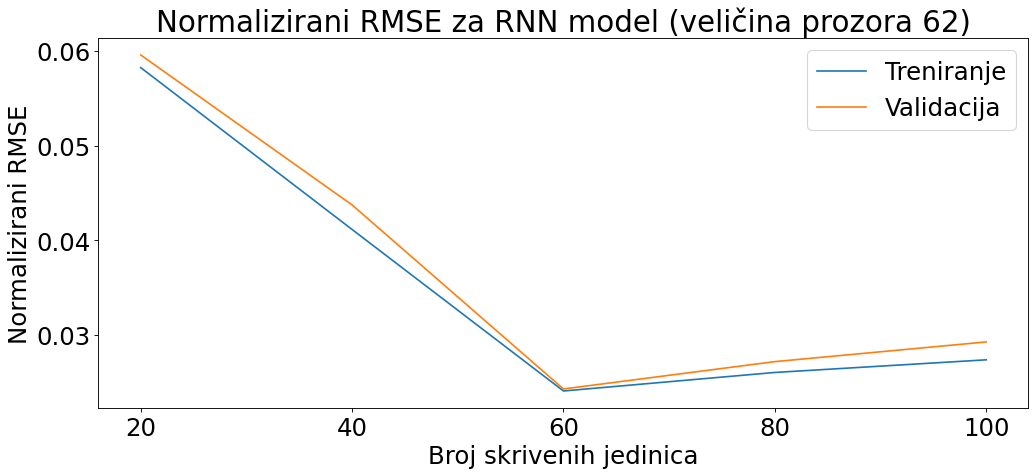 Normalizirani RMSE za RNN model (veličina prozora 62)
Treniranje
Validacija
Normalizirani RMSE
0.06
0.05
0.04
0.03
20 40 60 80 100
Broj skrivenih jedinica